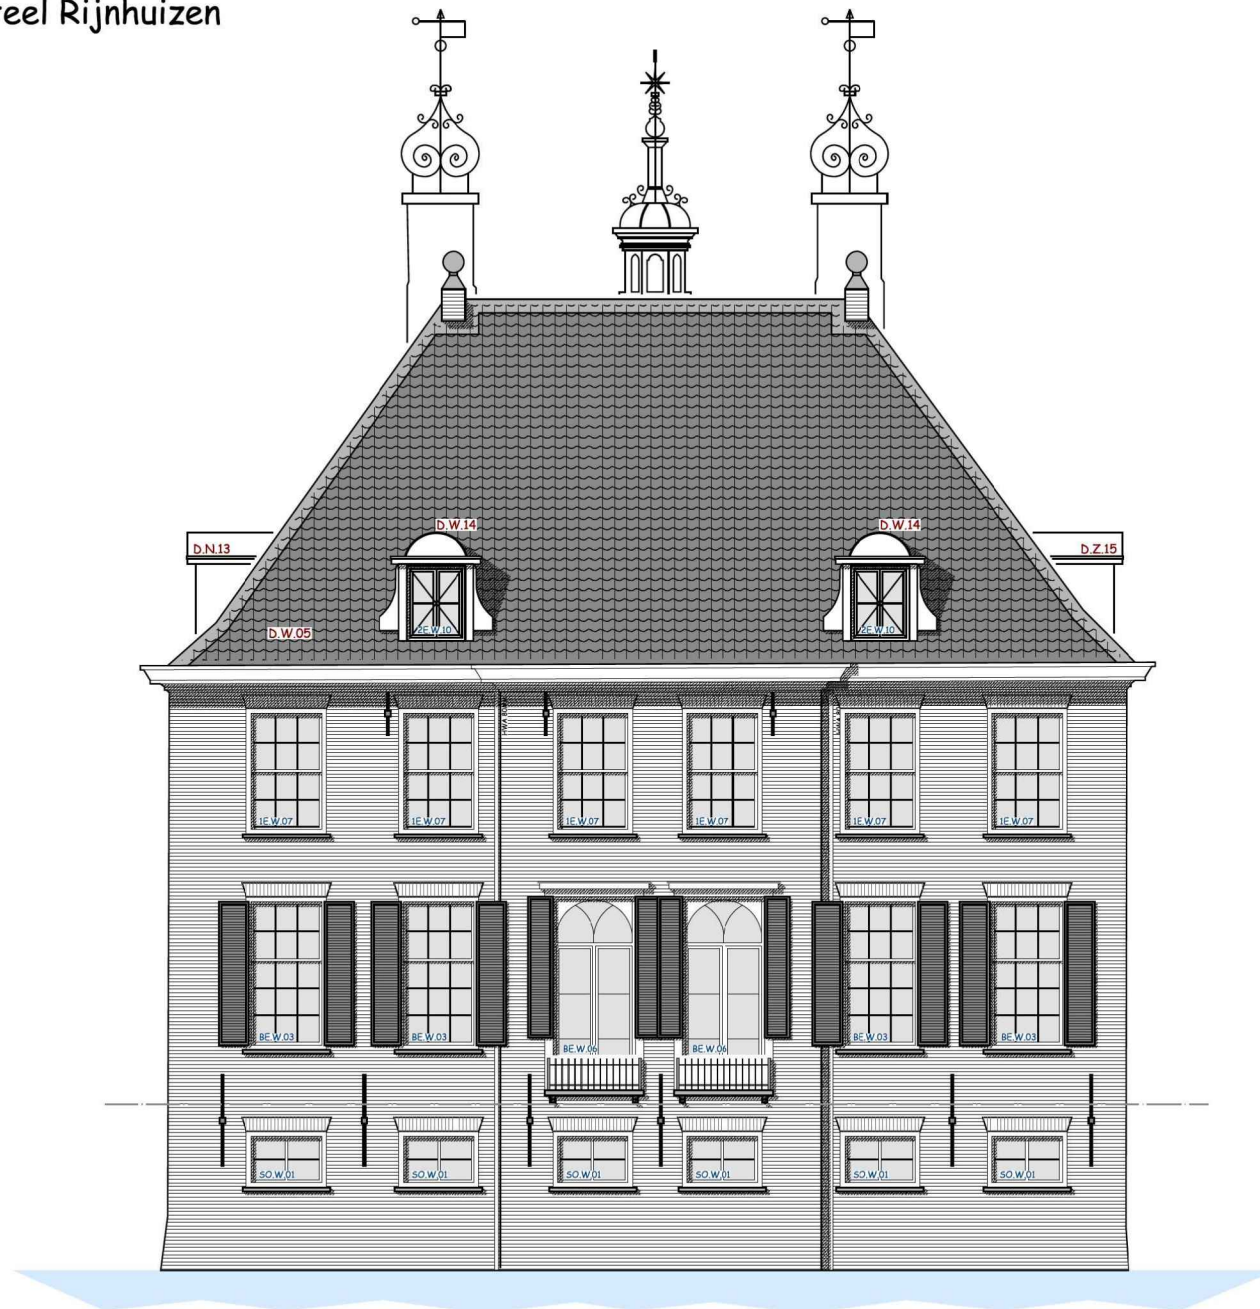 reel Rijnhuizen
D.W.14 D.W.14
D.N.13 D.Z.15
D.W.05 2E.W.10 2E.W.10
1E.W.07 1E.W.07 1E.W.07 1E.W.07 1E.W.07 1E.W.07
BE.W.03 BE.W.03 BE.W.06 BE.W.06 BE.W.03 BE.W.03
SO.W.01 SO.W.01 SO.W.01 SO.W.01 SO.W.01 SO.W.01